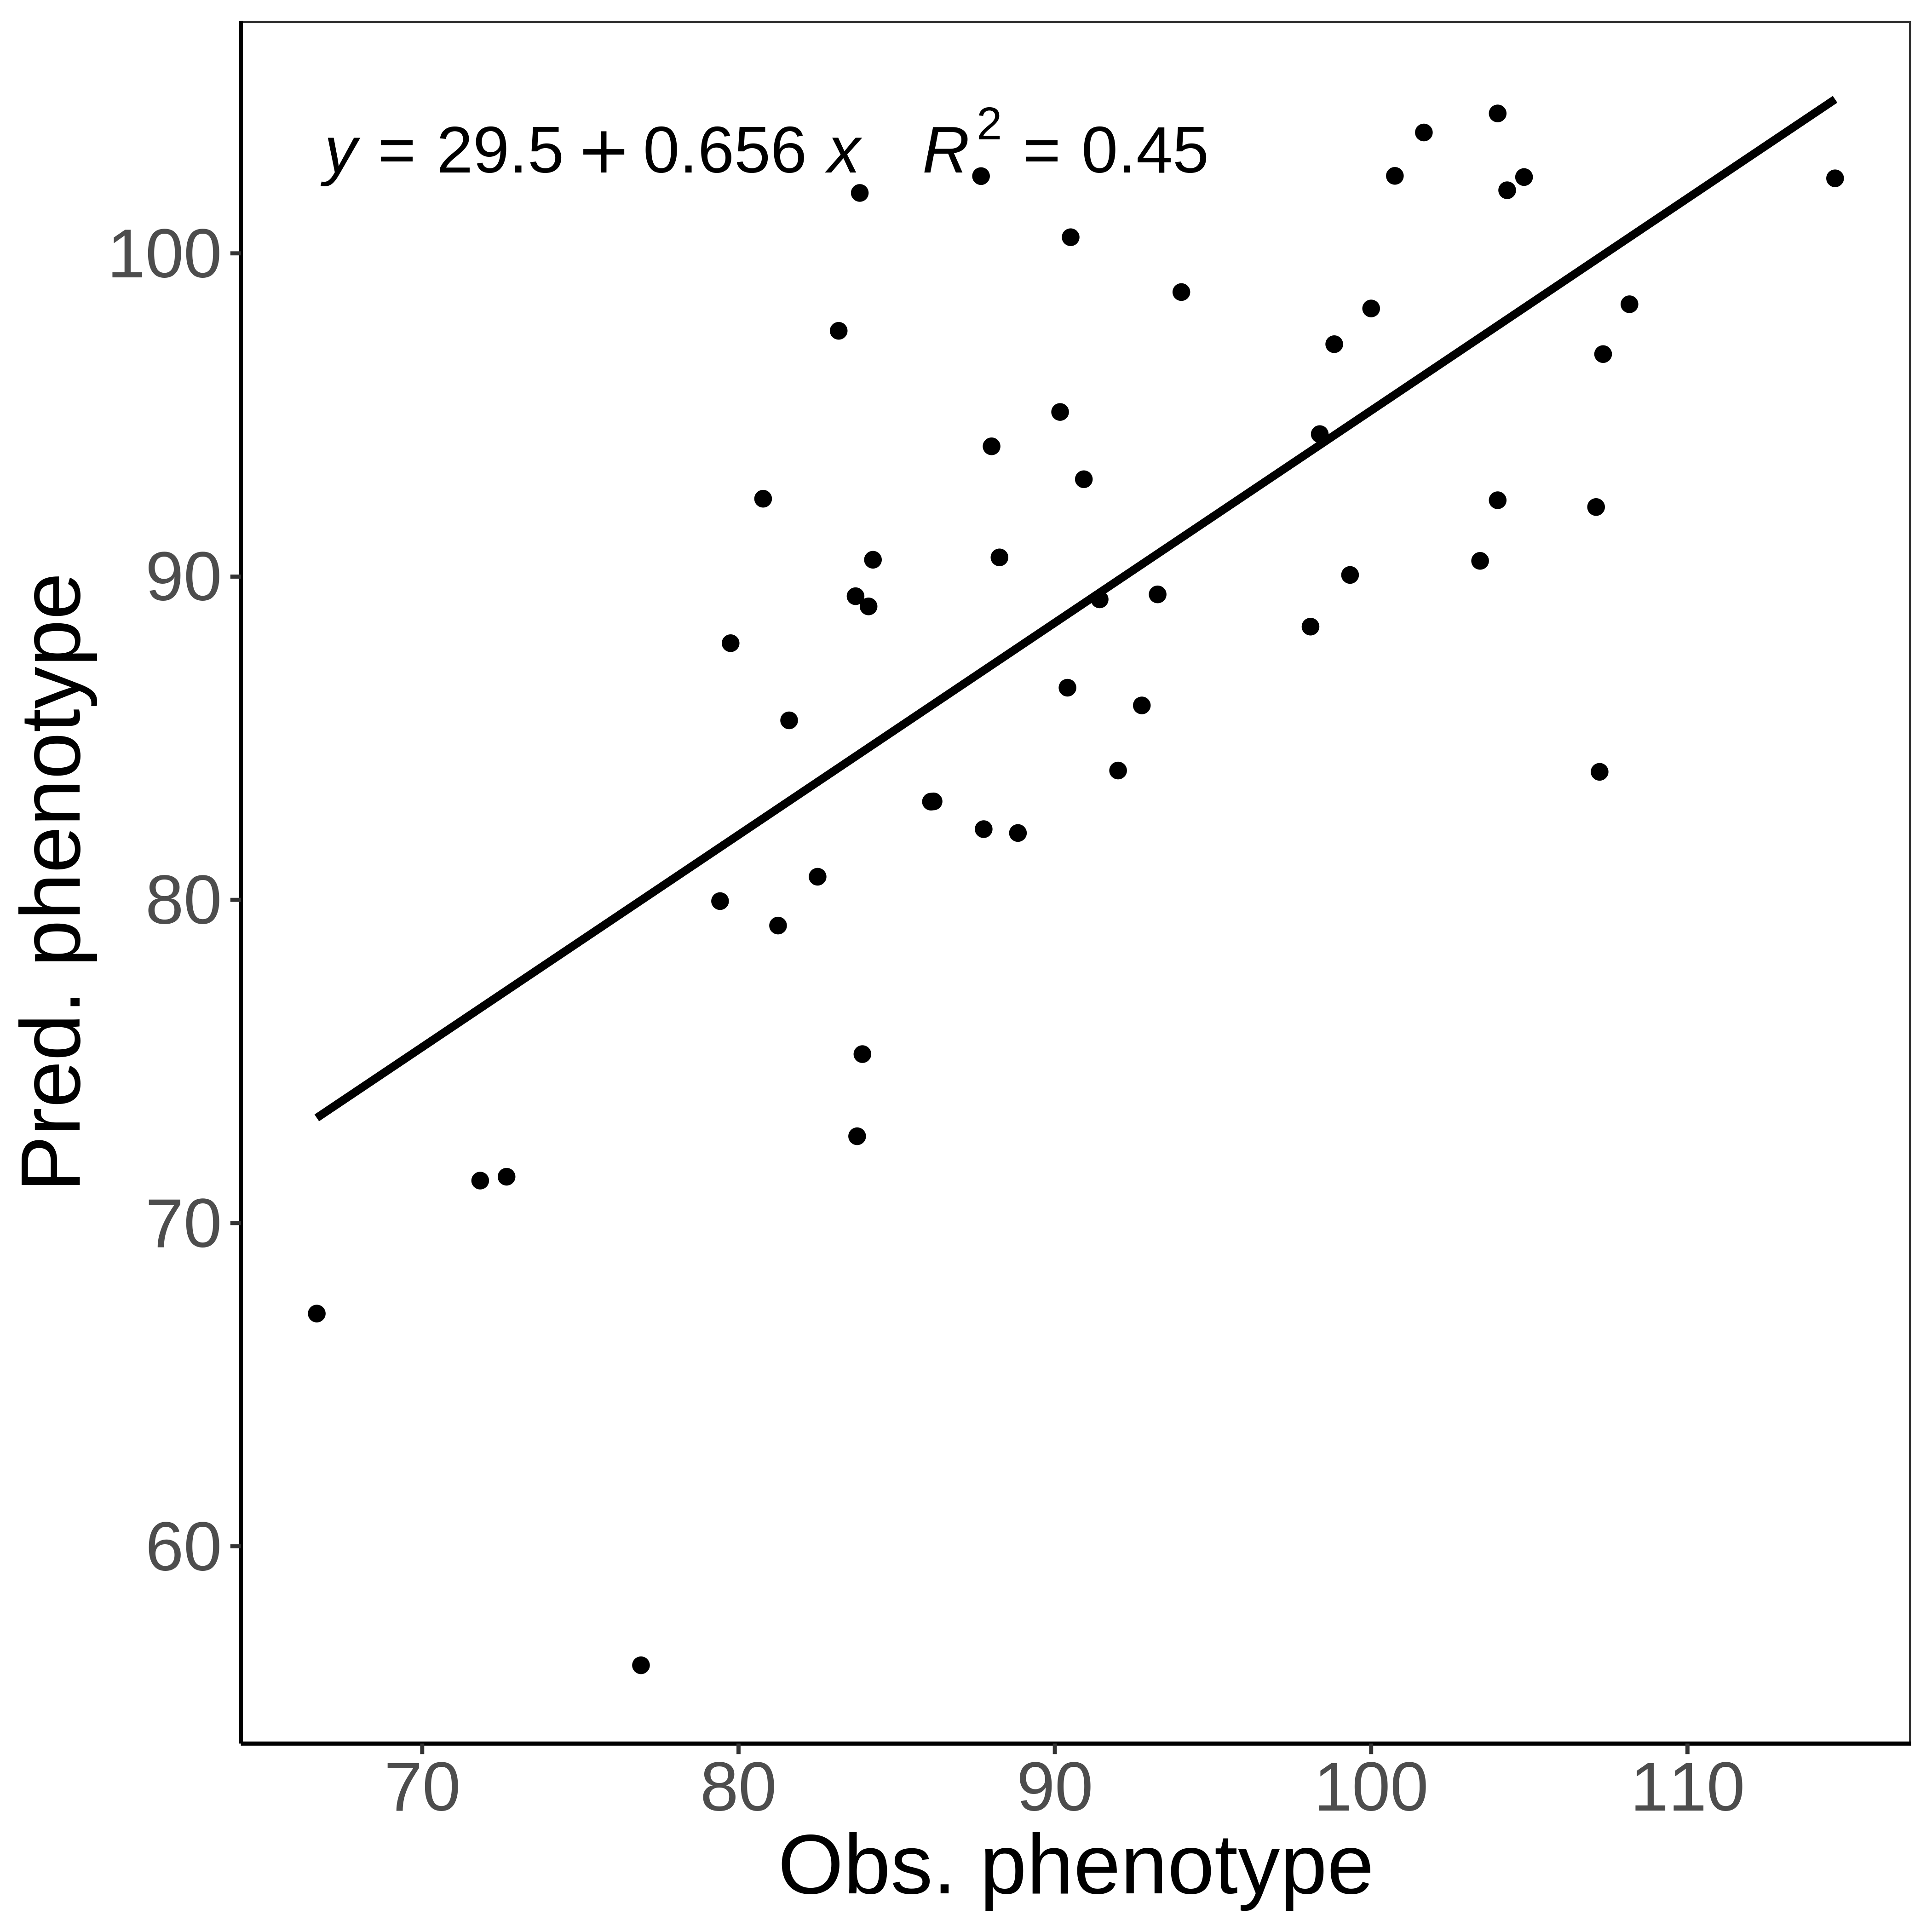 y = 29.5 + 0.656 x R² = 0.45
100
90
80
70
60
Pred. phenotype
70 80 90 100 110
Obs. phenotype